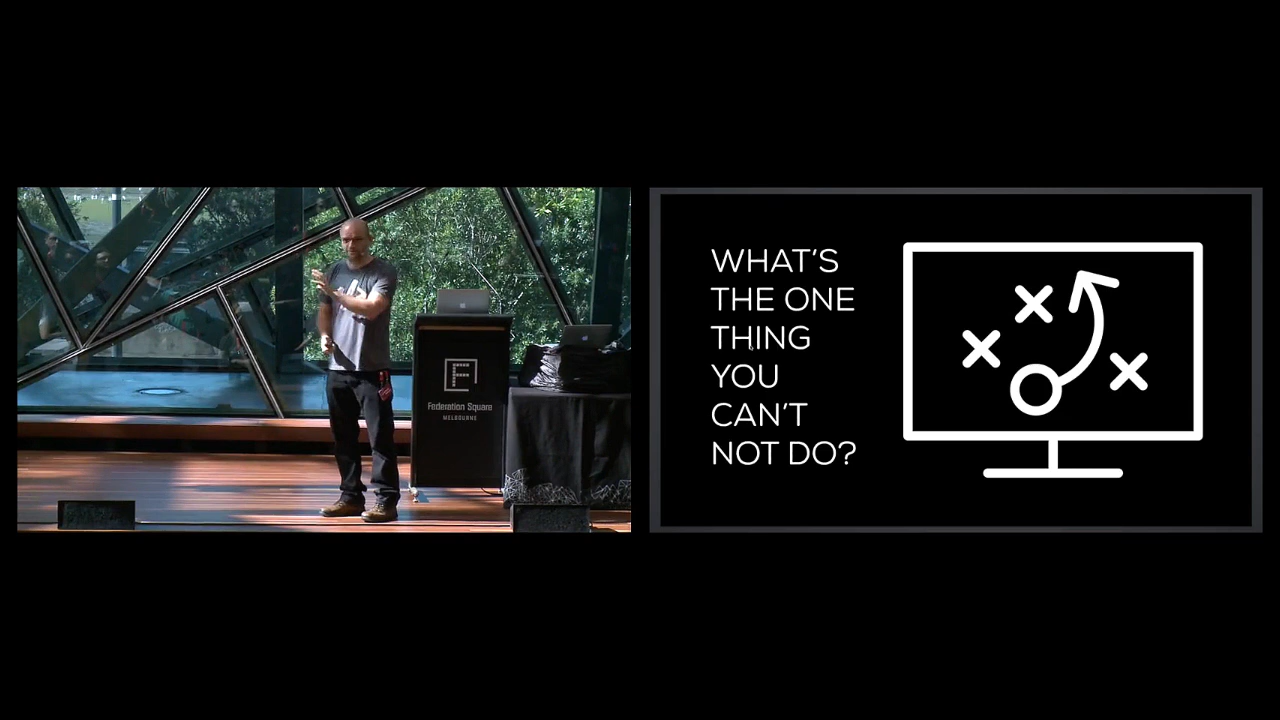 Federation Square
MELBOURNE
WHAT'S
THE ONE
THING
YOU
CAN'T
NOT DO?